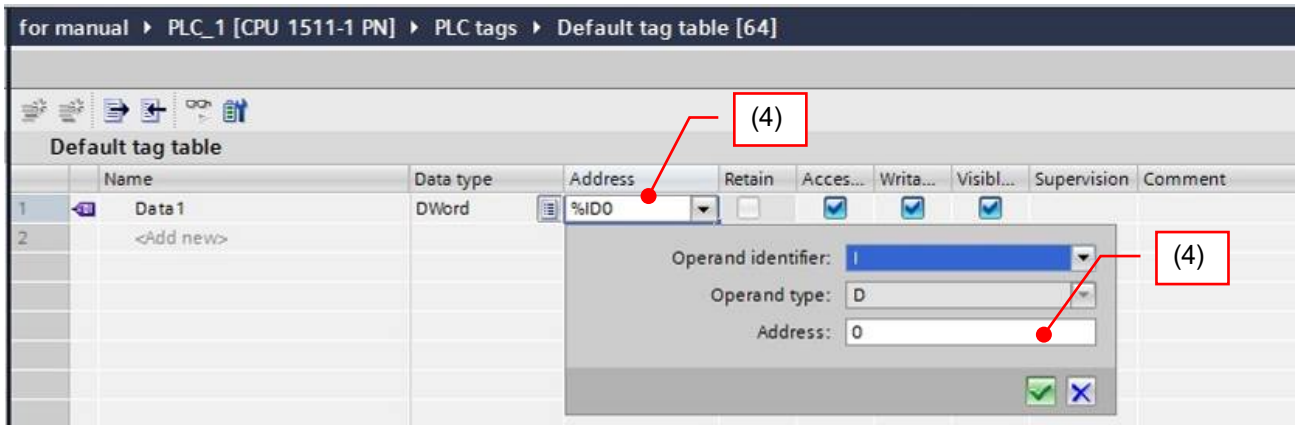 for manual ▸ PLC_1 [CPU 1511-1 PN] ▸ PLC tags ▸ Default tag table [64]
(4)
Default tag table
Name Data type Address Retain Acces... Writa... Visibl... Supervision Comment
1 Data1 DWord %ID0
2 <Add new>
Operand identifier: I
(4)
Operand type: D
Address: 0